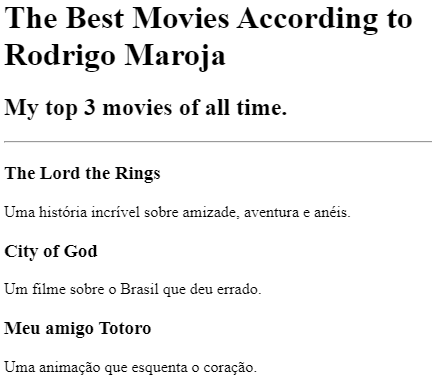 The Best Movies According to
Rodrigo Maroja
My top 3 movies of all time.
The Lord the Rings
Uma história incrível sobre amizade, aventura e anéis.
City of God
Um filme sobre o Brasil que deu errado.
Meu amigo Totoro
Uma animação que esquenta o coração.